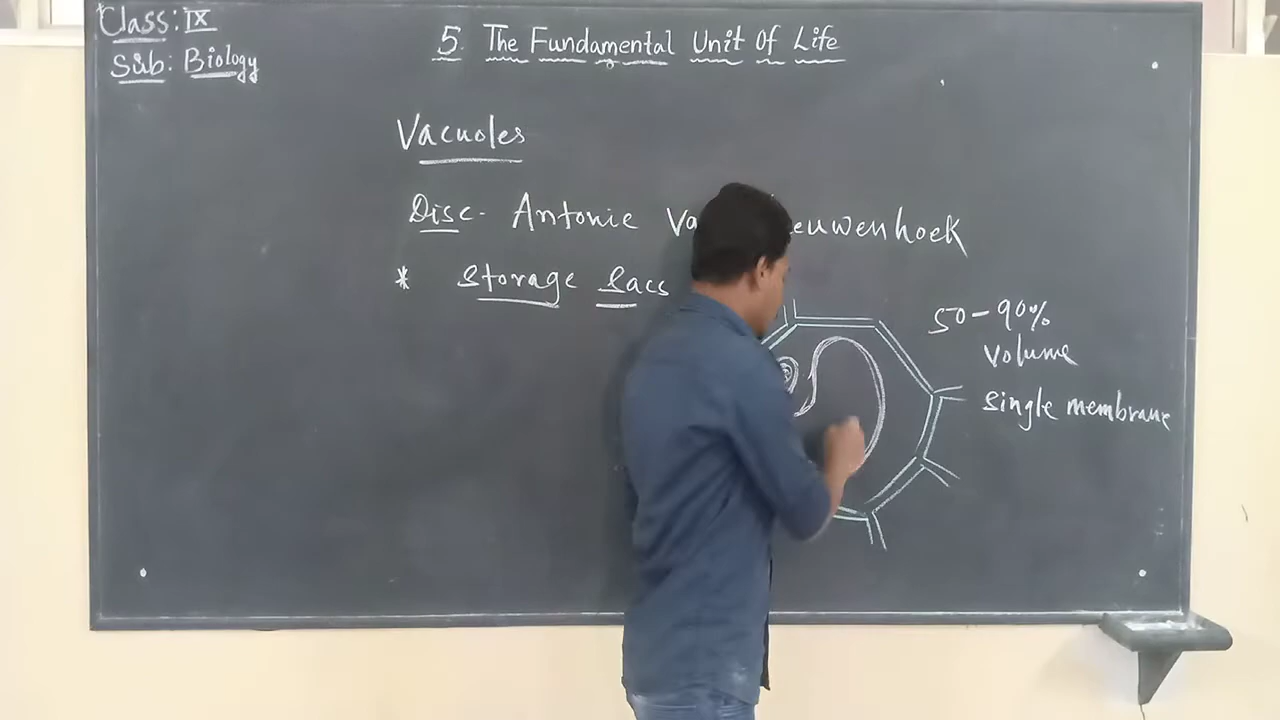 Class: IX
Sub: Biology
5. The Fundamental Unit Of Life
Vacuoles
Disc- Antonie Va euwenhoek
* Storage Sacs
50-90%
Volume
single membrane